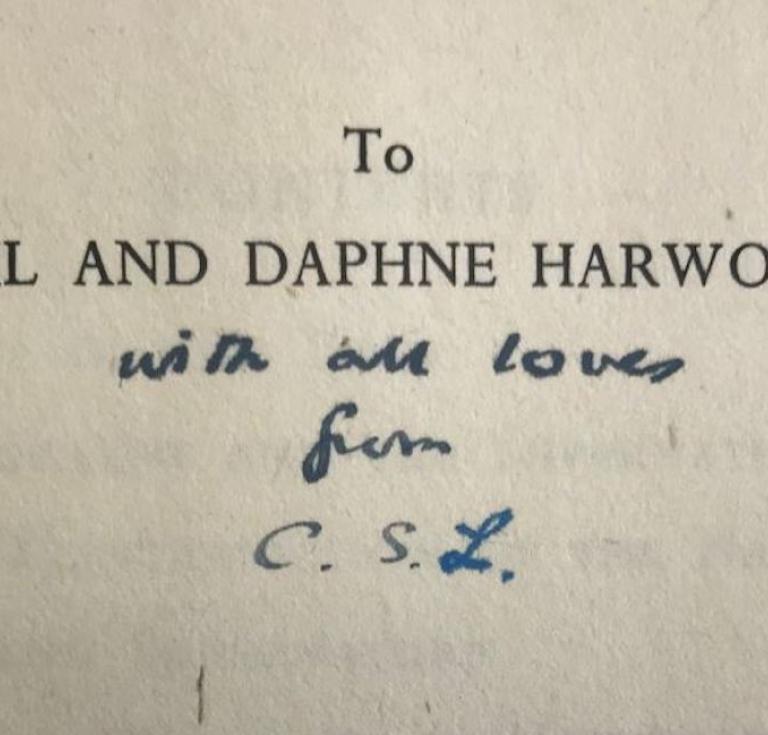 To
L AND DAPHNE HARWO
with all loves
from
C. S. L.